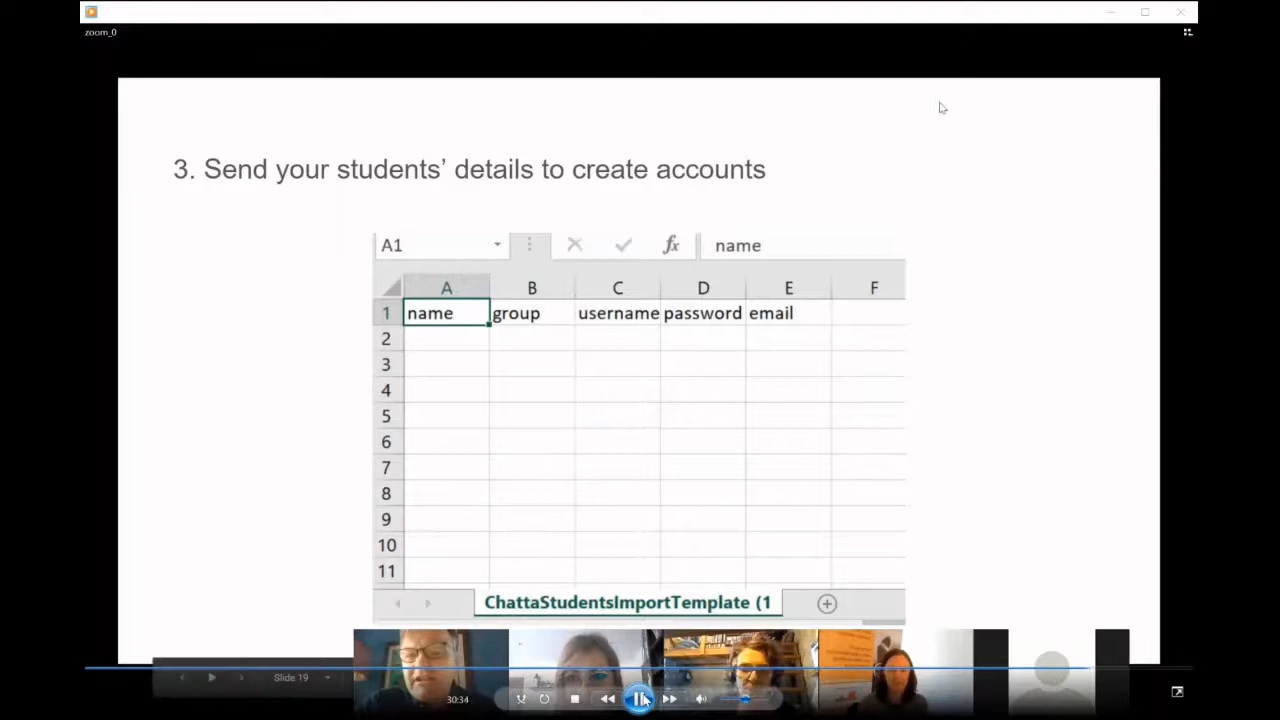 zoom_0
3. Send your students’ details to create accounts
A1 fx name
A B C D E F
1 name group username password email
2
3
4
5
6
7
8
9
10
11
ChattaStudentsImportTemplate (1
Slide 19
30:34